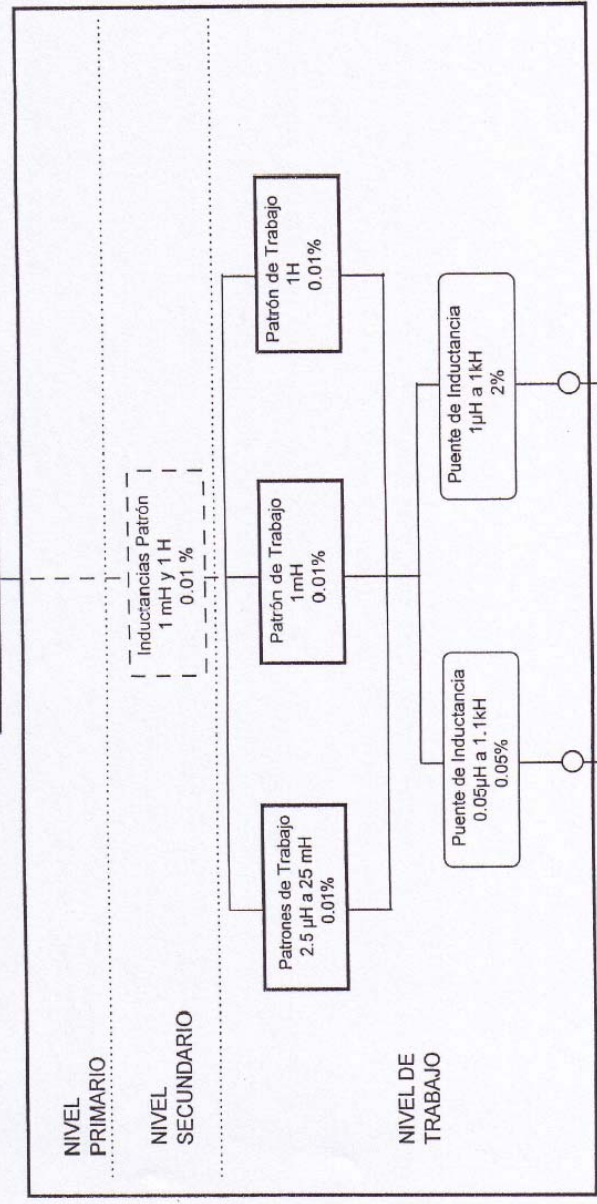 NIVEL
PRIMARIO
NIVEL
SECUNDARIO
Inductancias Patrón
1 mH y 1 H
0.01 %
NIVEL DE
TRABAJO
Patrones de Trabajo
2.5 µH a 25 mH
0.01%
Patrón de Trabajo
1mH
0.01%
Patrón de Trabajo
1H
0.01%
Puente de Inductancia
0.05µH a 1.1kH
0.05%
Puente de Inductancia
1µH a 1kH
2%